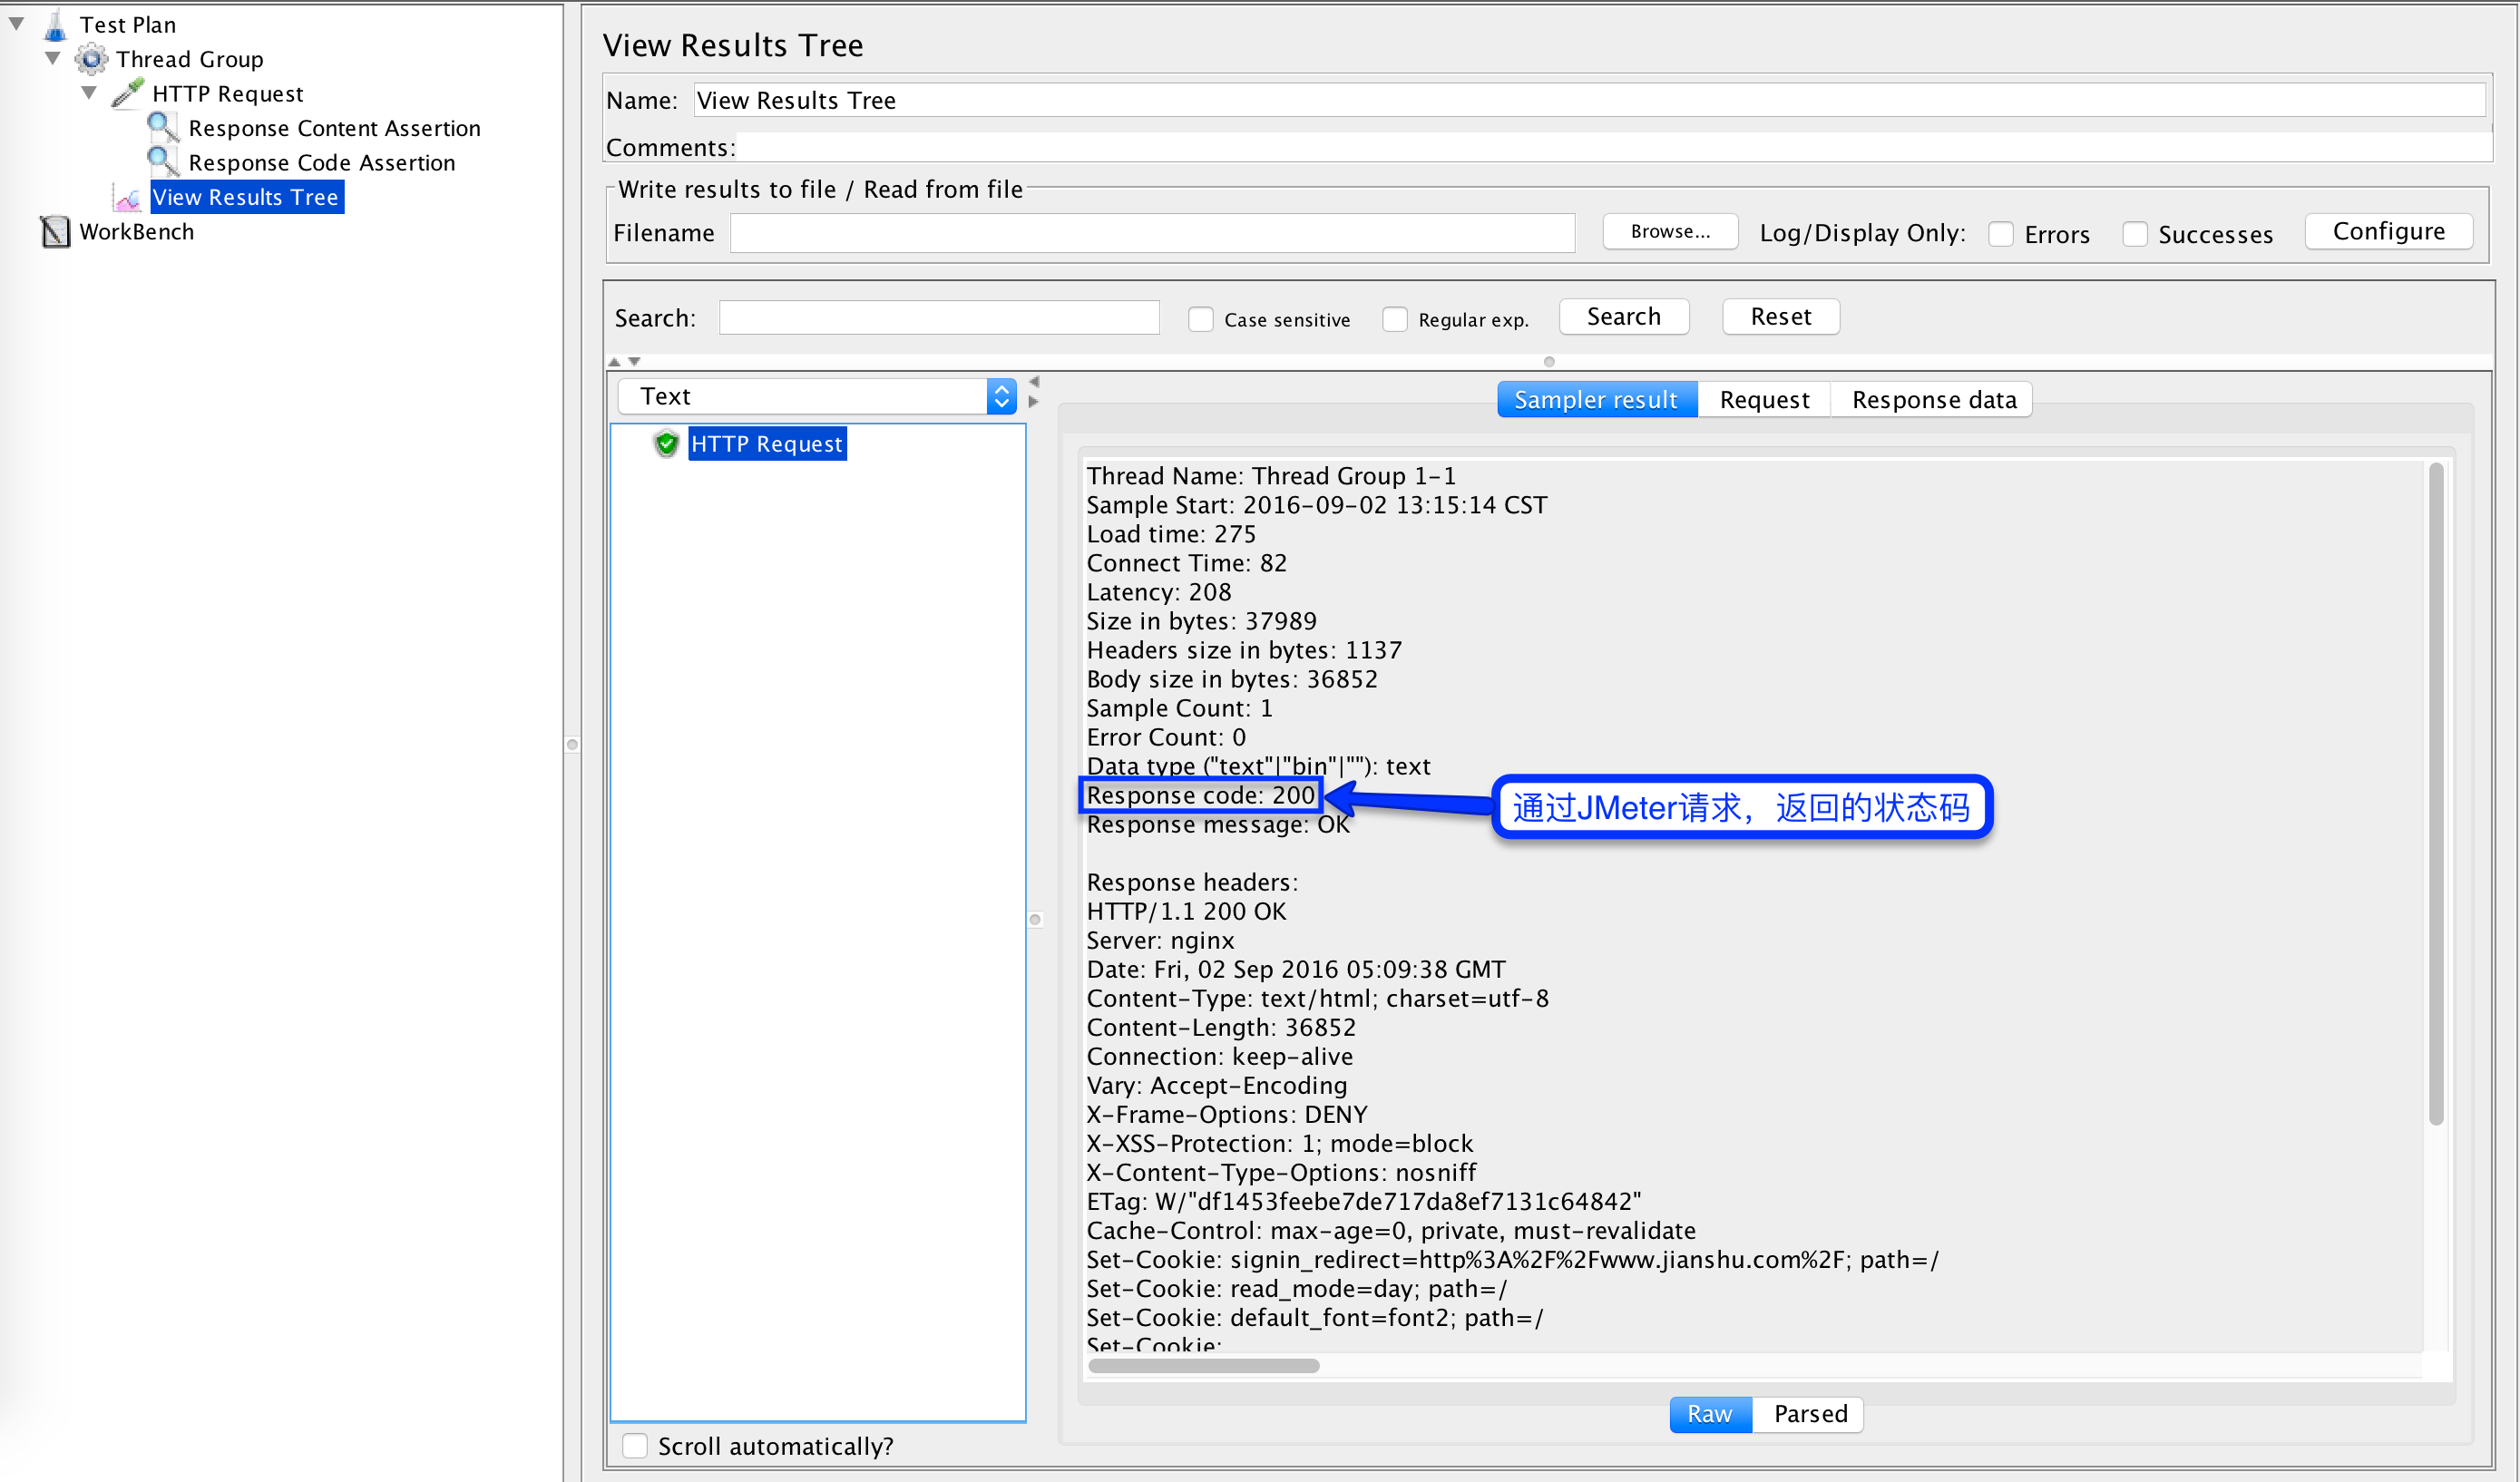 Test Plan
Thread Group
HTTP Request
Response Content Assertion
Response Code Assertion
View Results Tree
WorkBench
View Results Tree
Name: View Results Tree
Comments:
Write results to file / Read from file
Filename Browse... Log/Display Only: Errors Successes Configure
Search: Case sensitive Regular exp. Search Reset
Text
HTTP Request
Scroll automatically?
Sampler result Request Response data
Thread Name: Thread Group 1-1
Sample Start: 2016-09-02 13:15:14 CST
Load time: 275
Connect Time: 82
Latency: 208
Size in bytes: 37989
Headers size in bytes: 1137
Body size in bytes: 36852
Sample Count: 1
Error Count: 0
Data type ("text"|"bin"|""): text
Response code: 200
通过JMeter请求，返回的状态码
Response message: OK
Response headers:
HTTP/1.1 200 OK
Server: nginx
Date: Fri, 02 Sep 2016 05:09:38 GMT
Content-Type: text/html; charset=utf-8
Content-Length: 36852
Connection: keep-alive
Vary: Accept-Encoding
X-Frame-Options: DENY
X-XSS-Protection: 1; mode=block
X-Content-Type-Options: nosniff
ETag: W/"df1453feebe7de717da8ef7131c64842"
Cache-Control: max-age=0, private, must-revalidate
Set-Cookie: signin_redirect=http%3A%2F%2Fwww.jianshu.com%2F; path=/
Set-Cookie: read_mode=day; path=/
Set-Cookie: default_font=font2; path=/
Set-Cookie:
Raw Parsed